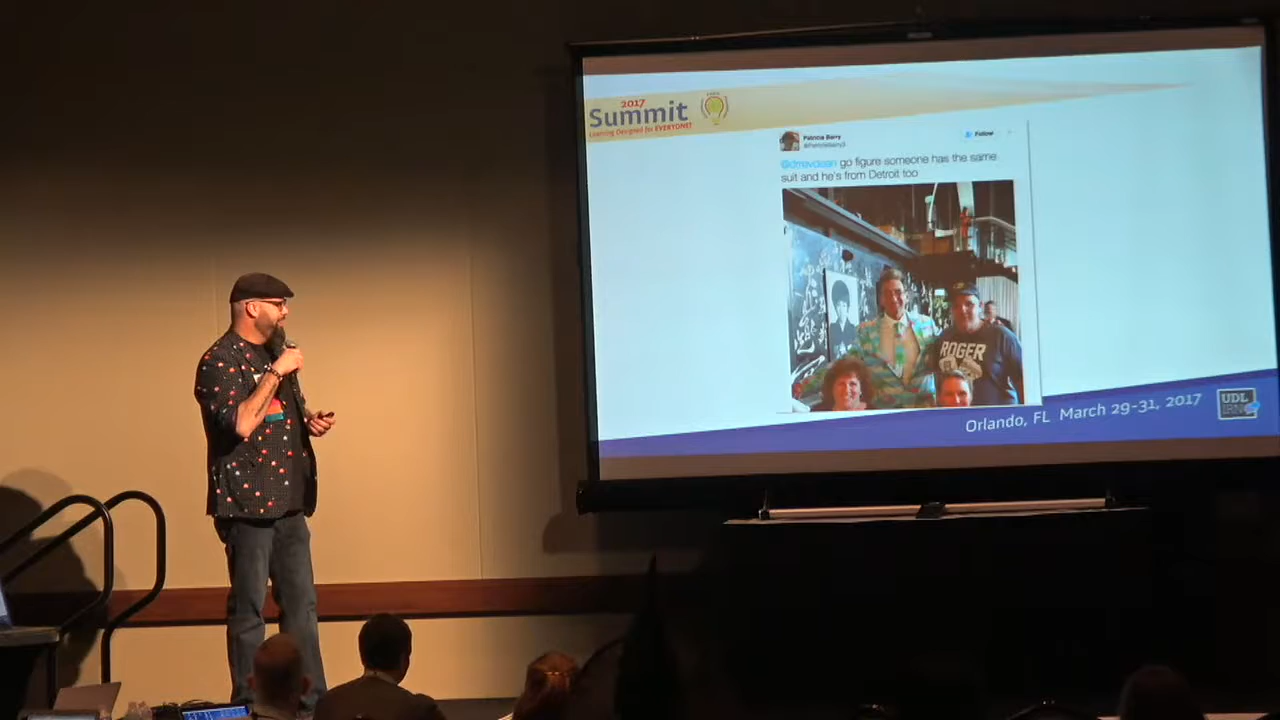 2017
Summit
Learning Designed for EVERYONE!
Patricia Barry
Follow
@drrevdean go figure someone has the same
suit and he's from Detroit too
ROGER
Orlando, FL March 29-31, 2017
UDL
IRN